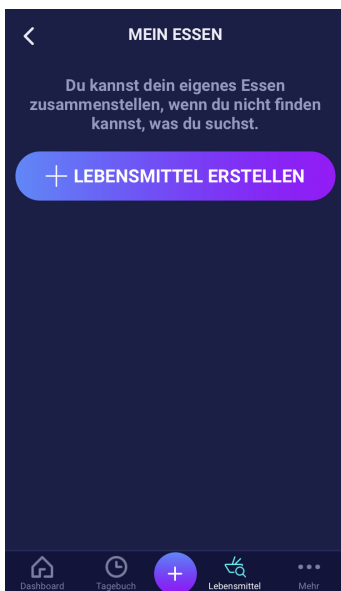 MEIN ESSEN
Du kannst dein eigenes Essen
zusammenstellen, wenn du nicht finden
kannst, was du suchst.
LEBENSMITTEL ERSTELLEN
Dashboard
Tagebuch
Lebensmittel
Mehr